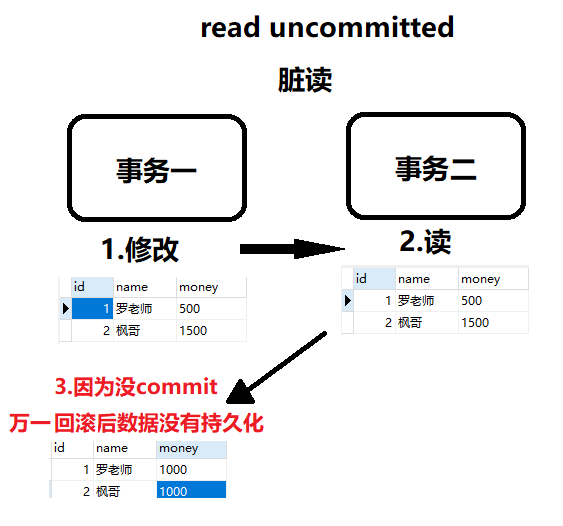 read uncommitted
脏读
事务一
事务二
1.修改
2.读
id name money
1 罗老师 500
2 枫哥 1500
id name money
1 罗老师 500
2 枫哥 1500
3.因为没commit
万一回滚后数据没有持久化
id name money
1 罗老师 1000
2 枫哥 1000